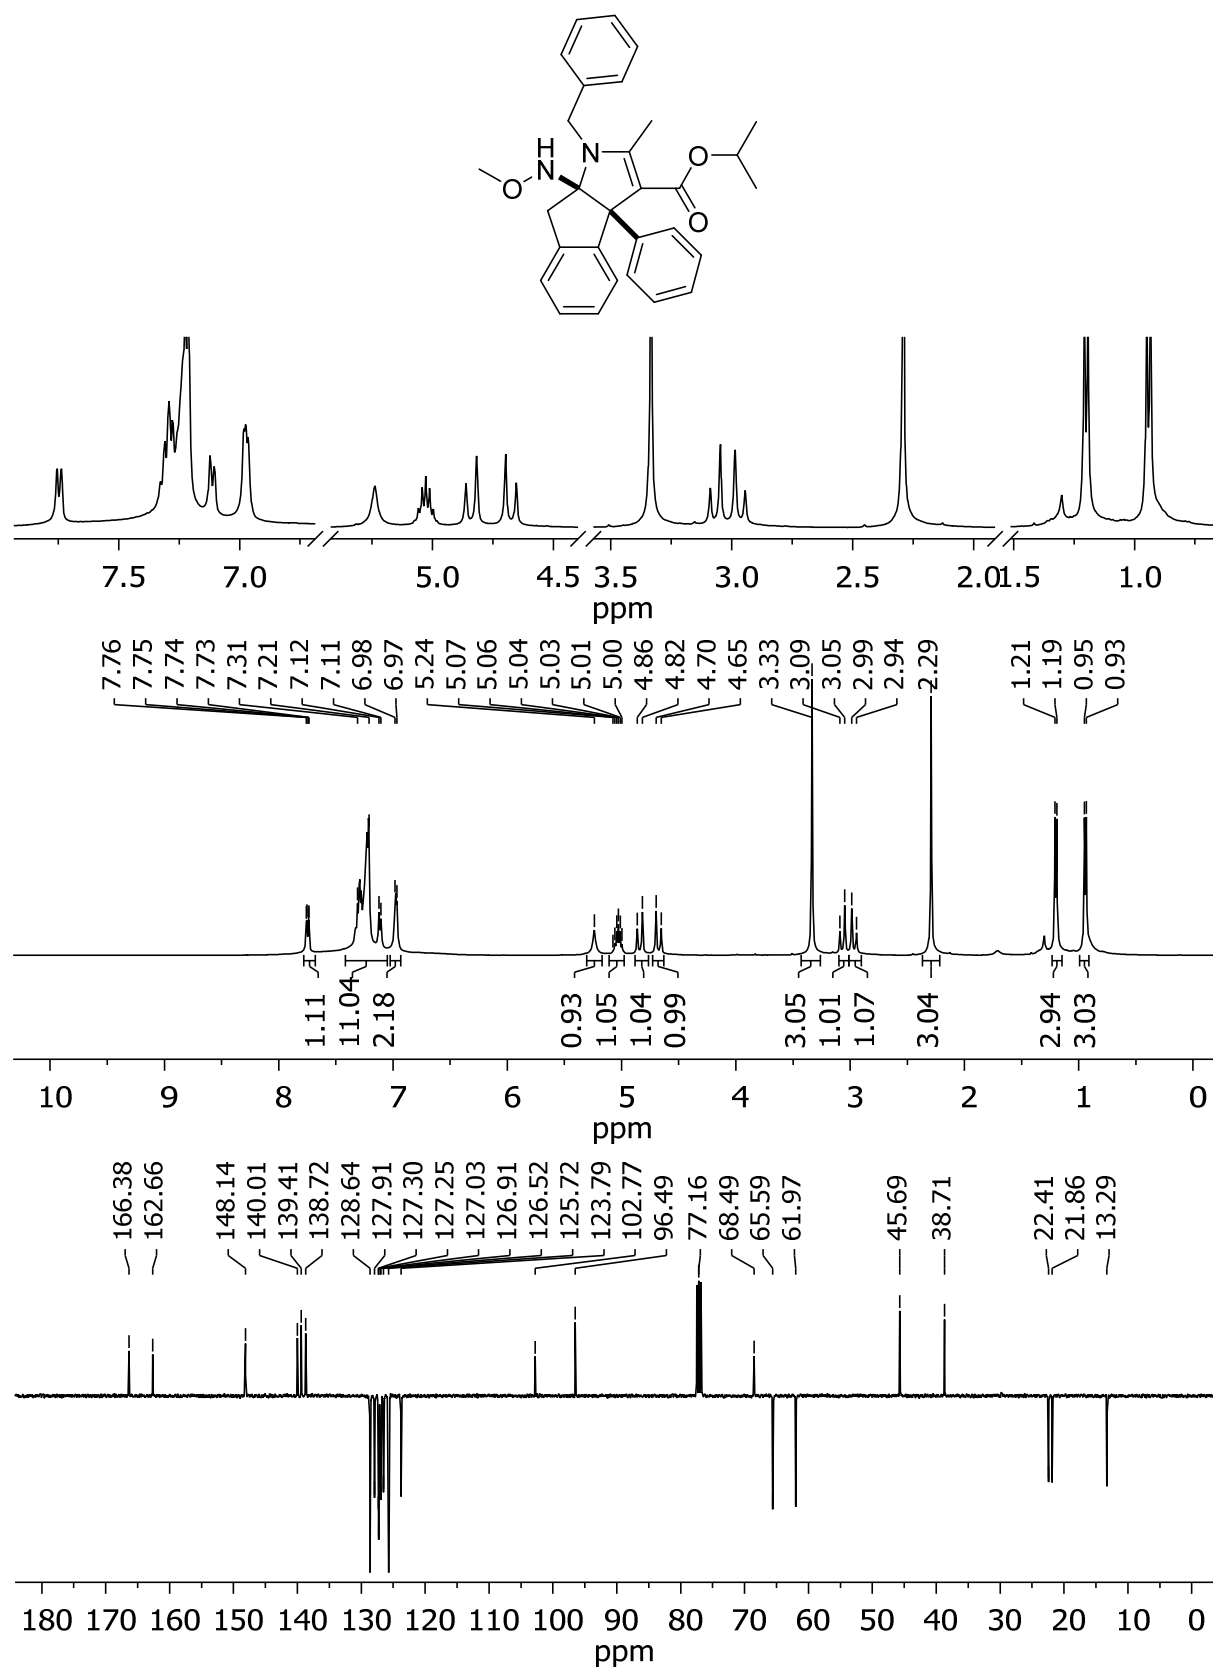 H
N
N
O
O
O
7.5 7.0 5.0 4.5 3.5 3.0 2.5 2.0 1.5 1.0
ppm
7.76 7.75 7.74 7.73 7.31 7.21 7.12 7.11 6.98 6.97 5.24 5.07 5.06 5.04 5.03 5.01 5.00 4.86 4.82 4.70 4.65 3.33 3.09 3.05 2.99 2.94 2.29 1.21 1.19 0.95 0.93
1.11 11.04 2.18 0.93 1.05 1.04 0.99 3.05 1.01 1.07 3.04 2.94 3.03
10 9 8 7 6 5 4 3 2 1 0
ppm
166.38 162.66 148.14 140.01 139.41 138.72 128.64 127.91 127.30 127.25 127.03 126.91 126.52 125.72 123.79 102.77 96.49 77.16 68.49 65.59 61.97 45.69 38.71 22.41 21.86 13.29
180 170 160 150 140 130 120 110 100 90 80 70 60 50 40 30 20 10 0
ppm